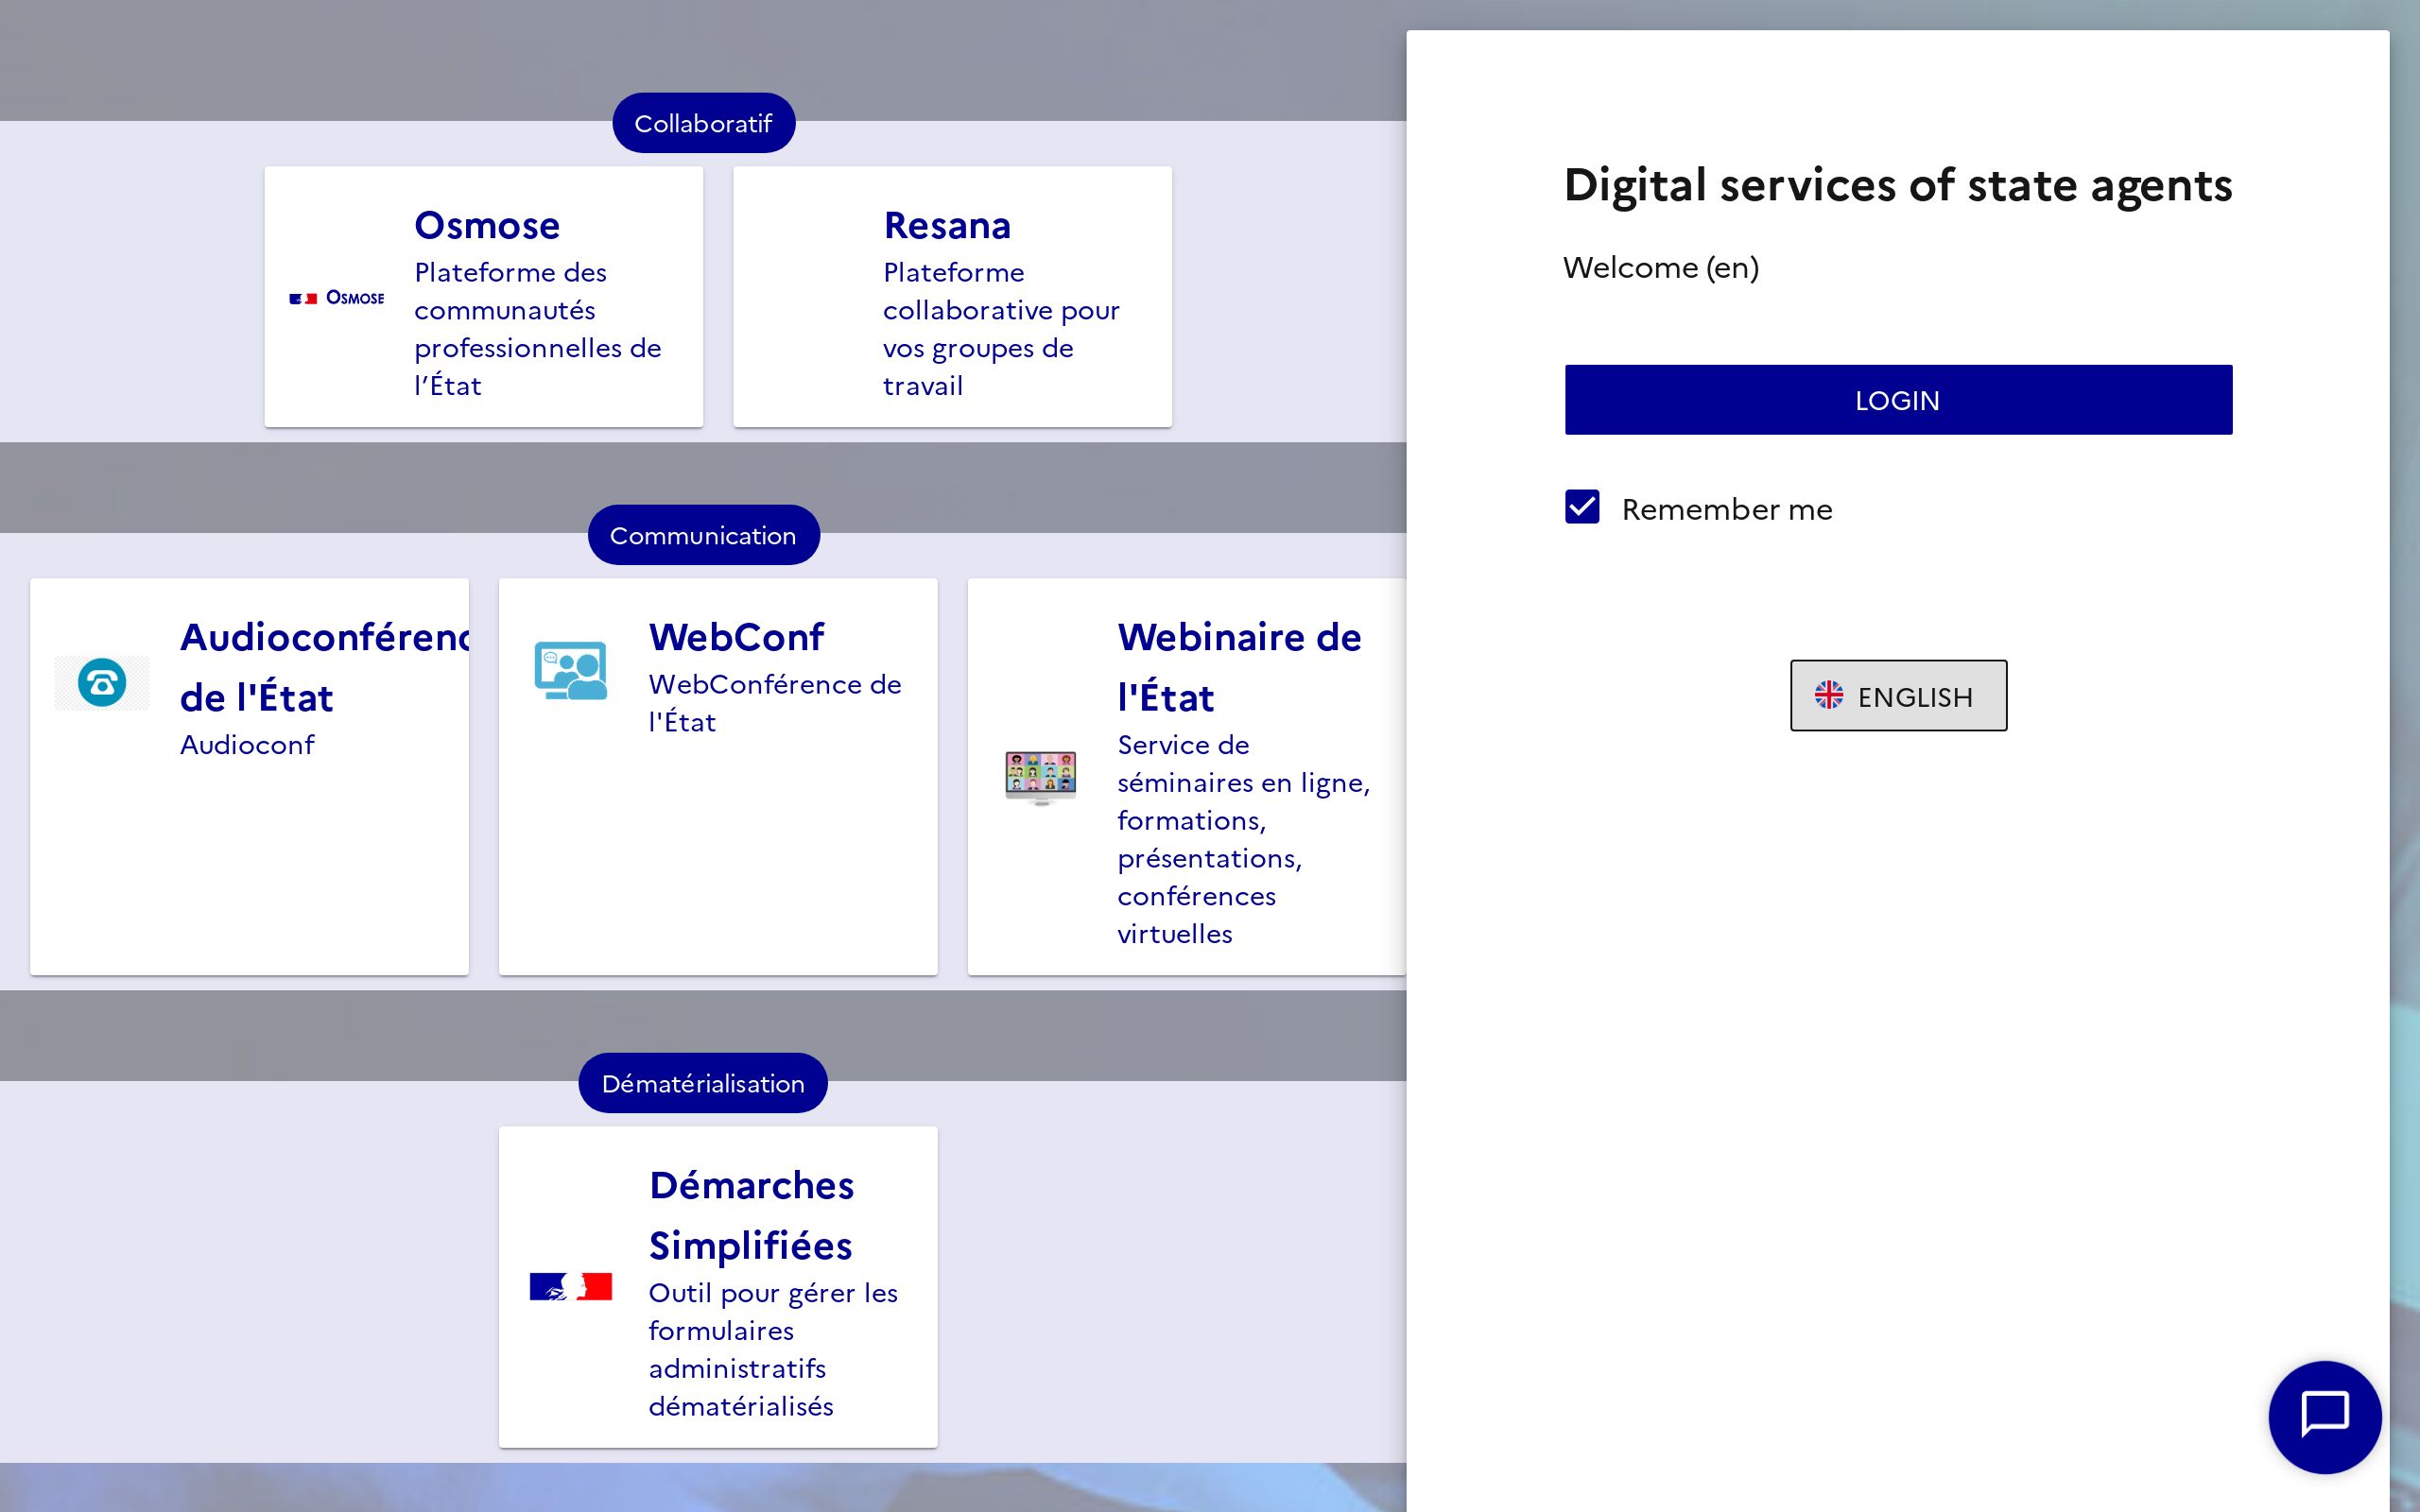 Collaboratif
Osmose
Plateforme des
communautés
professionnelles de
l’État
OSMOSE
Resana
Plateforme
collaborative pour
vos groupes de
travail
Communication
Audioconférenc
de l'État
Audioconf
WebConf
WebConférence de
l'État
Webinaire de
l'État
Service de
séminaires en ligne,
formations,
présentations,
conférences
virtuelles
Dématérialisation
Démarches
Simplifiées
Outil pour gérer les
formulaires
administratifs
dématérialisés
Digital services of state agents
Welcome (en)
LOGIN
Remember me
ENGLISH